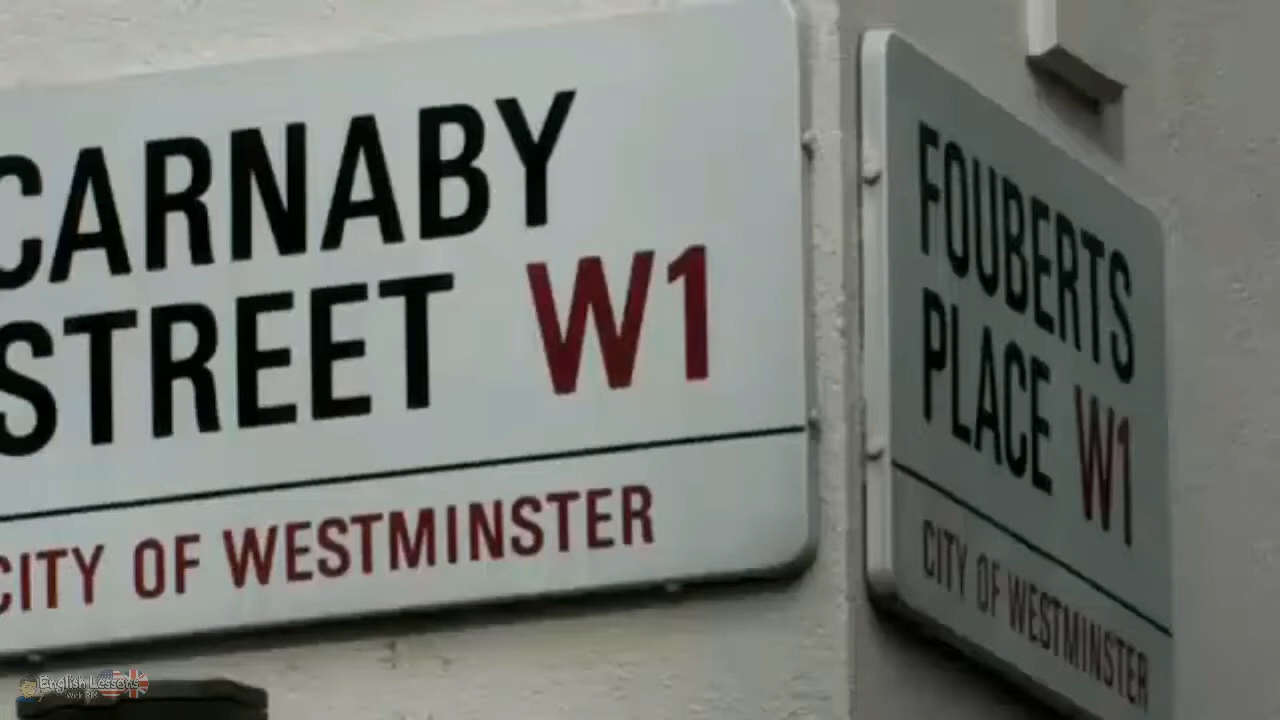 CARNABY
STREET W1
CITY OF WESTMINSTER
FOUBERTS
PLACE W1
CITY OF WESTMINSTER
English Lessons